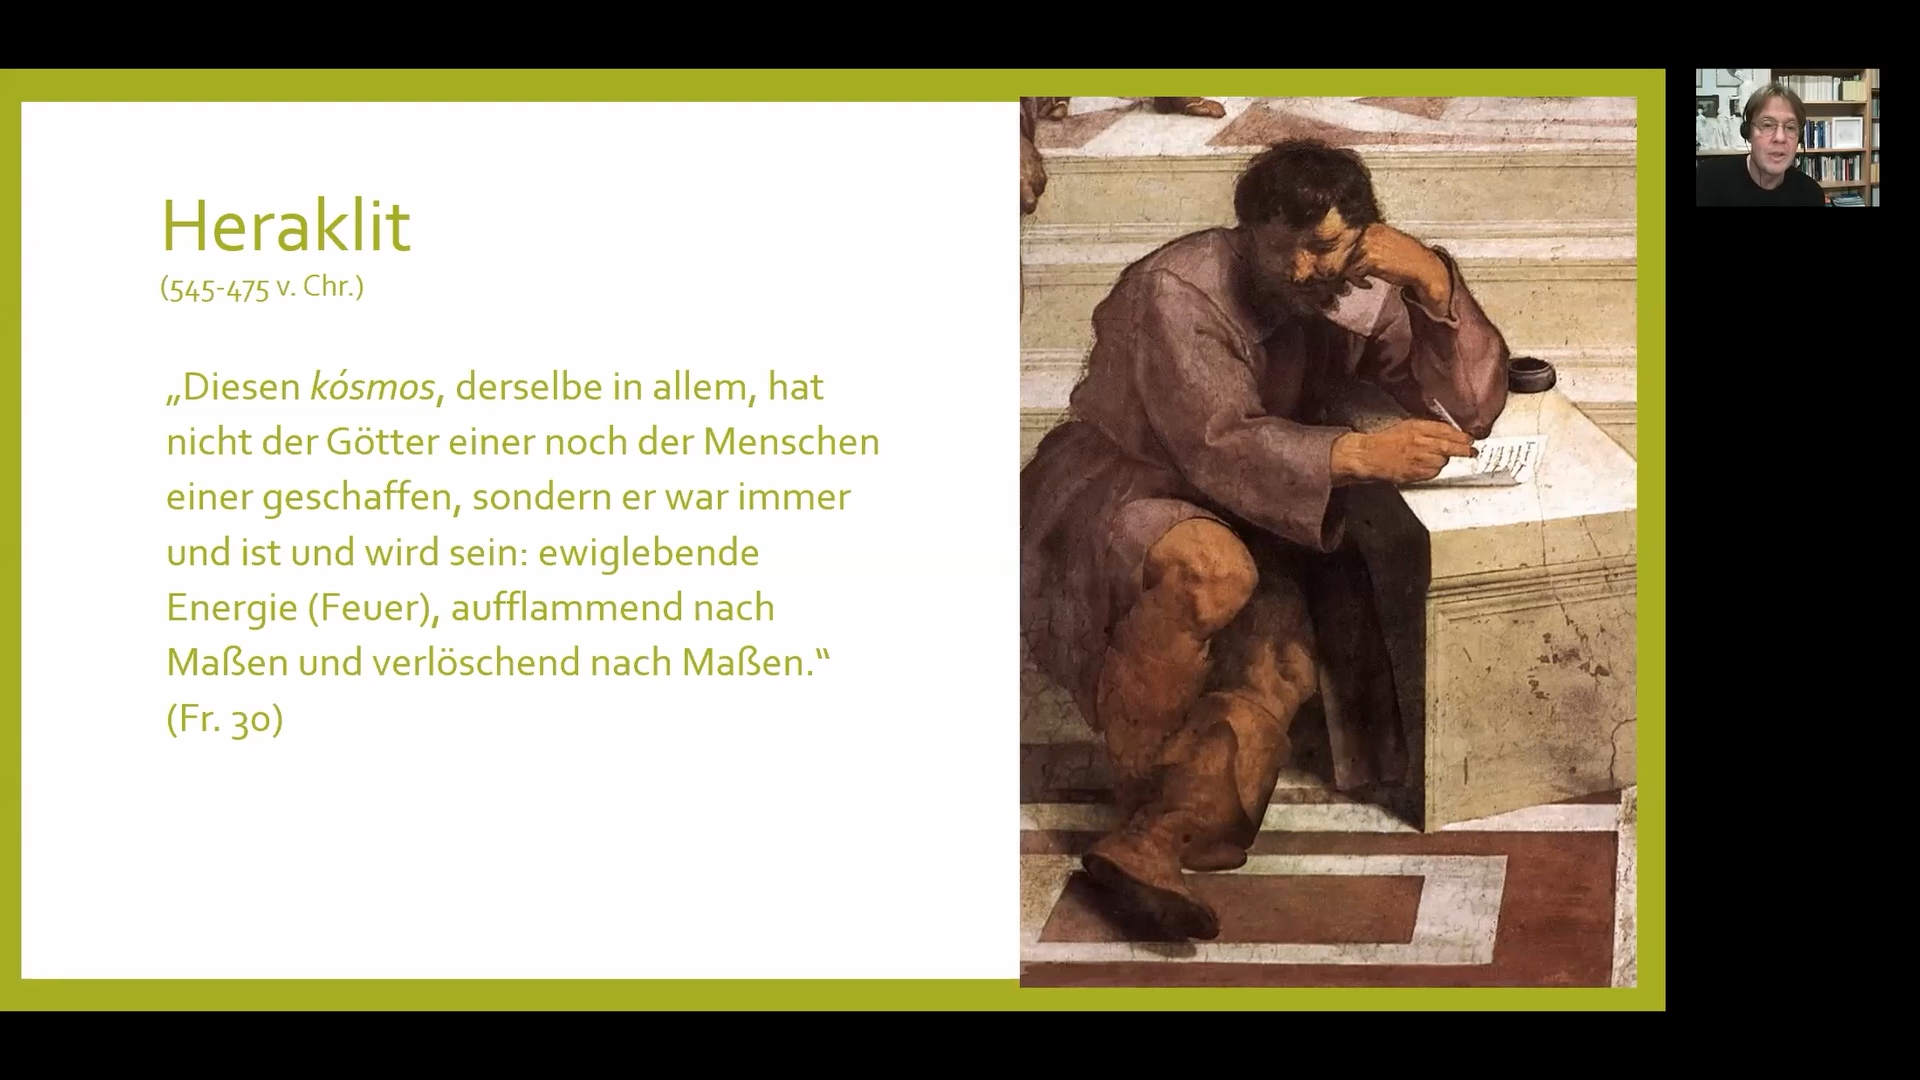 Heraklit
(545-475 v. Chr.)
„Diesen kósmos, derselbe in allem, hat
nicht der Götter einer noch der Menschen
einer geschaffen, sondern er war immer
und ist und wird sein: ewiglebende
Energie (Feuer), aufflammend nach
Maßen und verlöschend nach Maßen.“
(Fr. 30)